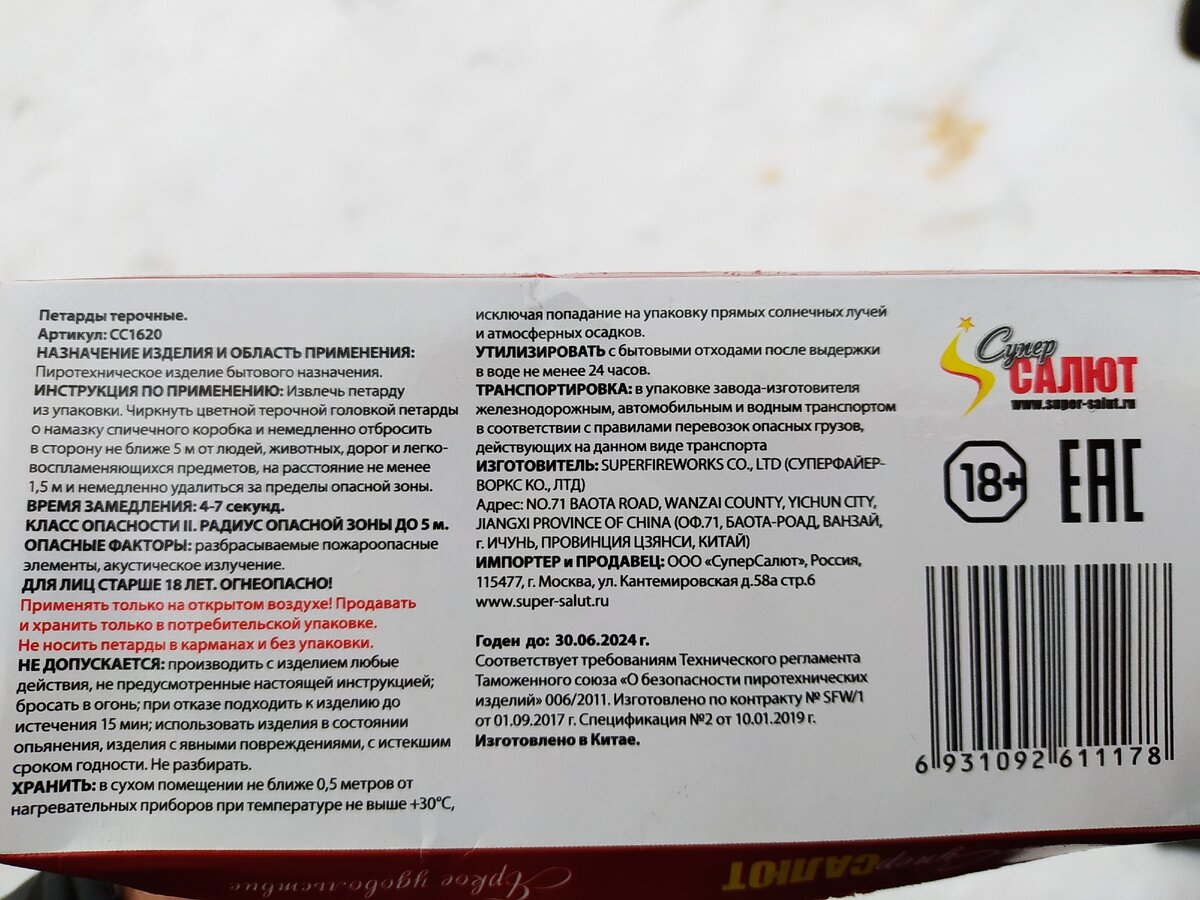 Петарды терочные.
Артикул: СС1620
НАЗНАЧЕНИЕ ИЗДЕЛИЯ И ОБЛАСТЬ ПРИМЕНЕНИЯ:
Пиротехническое изделие бытового назначения.
ИНСТРУКЦИЯ ПО ПРИМЕНЕНИЮ: Извлечь петарду
из упаковки. Чиркнуть цветной терочной головкой петарды
о намазку спичечного коробка и немедленно отбросить
в сторону не ближе 5 м от людей, животных, дорог и легко-
воспламеняющихся предметов, на расстояние не менее
1,5 м и немедленно удалиться за пределы опасной зоны.
ВРЕМЯ ЗАМЕДЛЕНИЯ: 4-7 секунд.
КЛАСС ОПАСНОСТИ II. РАДИУС ОПАСНОЙ ЗОНЫ ДО 5 м.
ОПАСНЫЕ ФАКТОРЫ: разбрасываемые пожароопасные
элементы, акустическое излучение.
ДЛЯ ЛИЦ СТАРШЕ 18 ЛЕТ. ОГНЕОПАСНО!
Применять только на открытом воздухе! Продавать
и хранить только в потребительской упаковке.
Не носить петарды в карманах и без упаковки.
НЕ ДОПУСКАЕТСЯ: производить с изделием любые
действия, не предусмотренные настоящей инструкцией;
бросать в огонь; при отказе подходить к изделию до
истечения 15 мин; использовать изделия в состоянии
опьянения, изделия с явными повреждениями, с истекшим
сроком годности. Не разбирать.
ХРАНИТЬ: в сухом помещении не ближе 0,5 метров от
нагревательных приборов при температуре не выше +30°С,
исключая попадание на упаковку прямых солнечных лучей
и атмосферных осадков.
УТИЛИЗИРОВАТЬ с бытовыми отходами после выдержки
в воде не менее 24 часов.
ТРАНСПОРТИРОВКА: в упаковке завода-изготовителя
железнодорожным, автомобильным и водным транспортом
в соответствии с правилами перевозок опасных грузов,
действующих на данном виде транспорта
ИЗГОТОВИТЕЛЬ: SUPERFIREWORKS CO., LTD (СУПЕРФАЙЕР-
ВОРКС КО., ЛТД)
Адрес: NO.71 BAOTA ROAD, WANZAI COUNTY, YICHUN CITY,
JIANGXI PROVINCE OF CHINA (ОФ.71, БАОТА-РОАД, ВАНЗАЙ,
г. ИЧУНЬ, ПРОВИНЦИЯ ЦЗЯНСИ, КИТАЙ)
ИМПОРТЕР и ПРОДАВЕЦ: ООО «СуперСалют», Россия,
115477, г. Москва, ул. Кантемировская д.58а стр.6
www.super-salut.ru
Годен до: 30.06.2024 г.
Соответствует требованиям Технического регламента
Таможенного союза «О безопасности пиротехнических
изделий» 006/2011. Изготовлено по контракту № SFW/1
от 01.09.2017 г. Спецификация №2 от 10.01.2019 г.
Изготовлено в Китае.
Супер
САЛЮТ
www.super-salut.ru
18+ EAC
6 931092 611178
Яркое удовольствие
Супер САЛЮТ